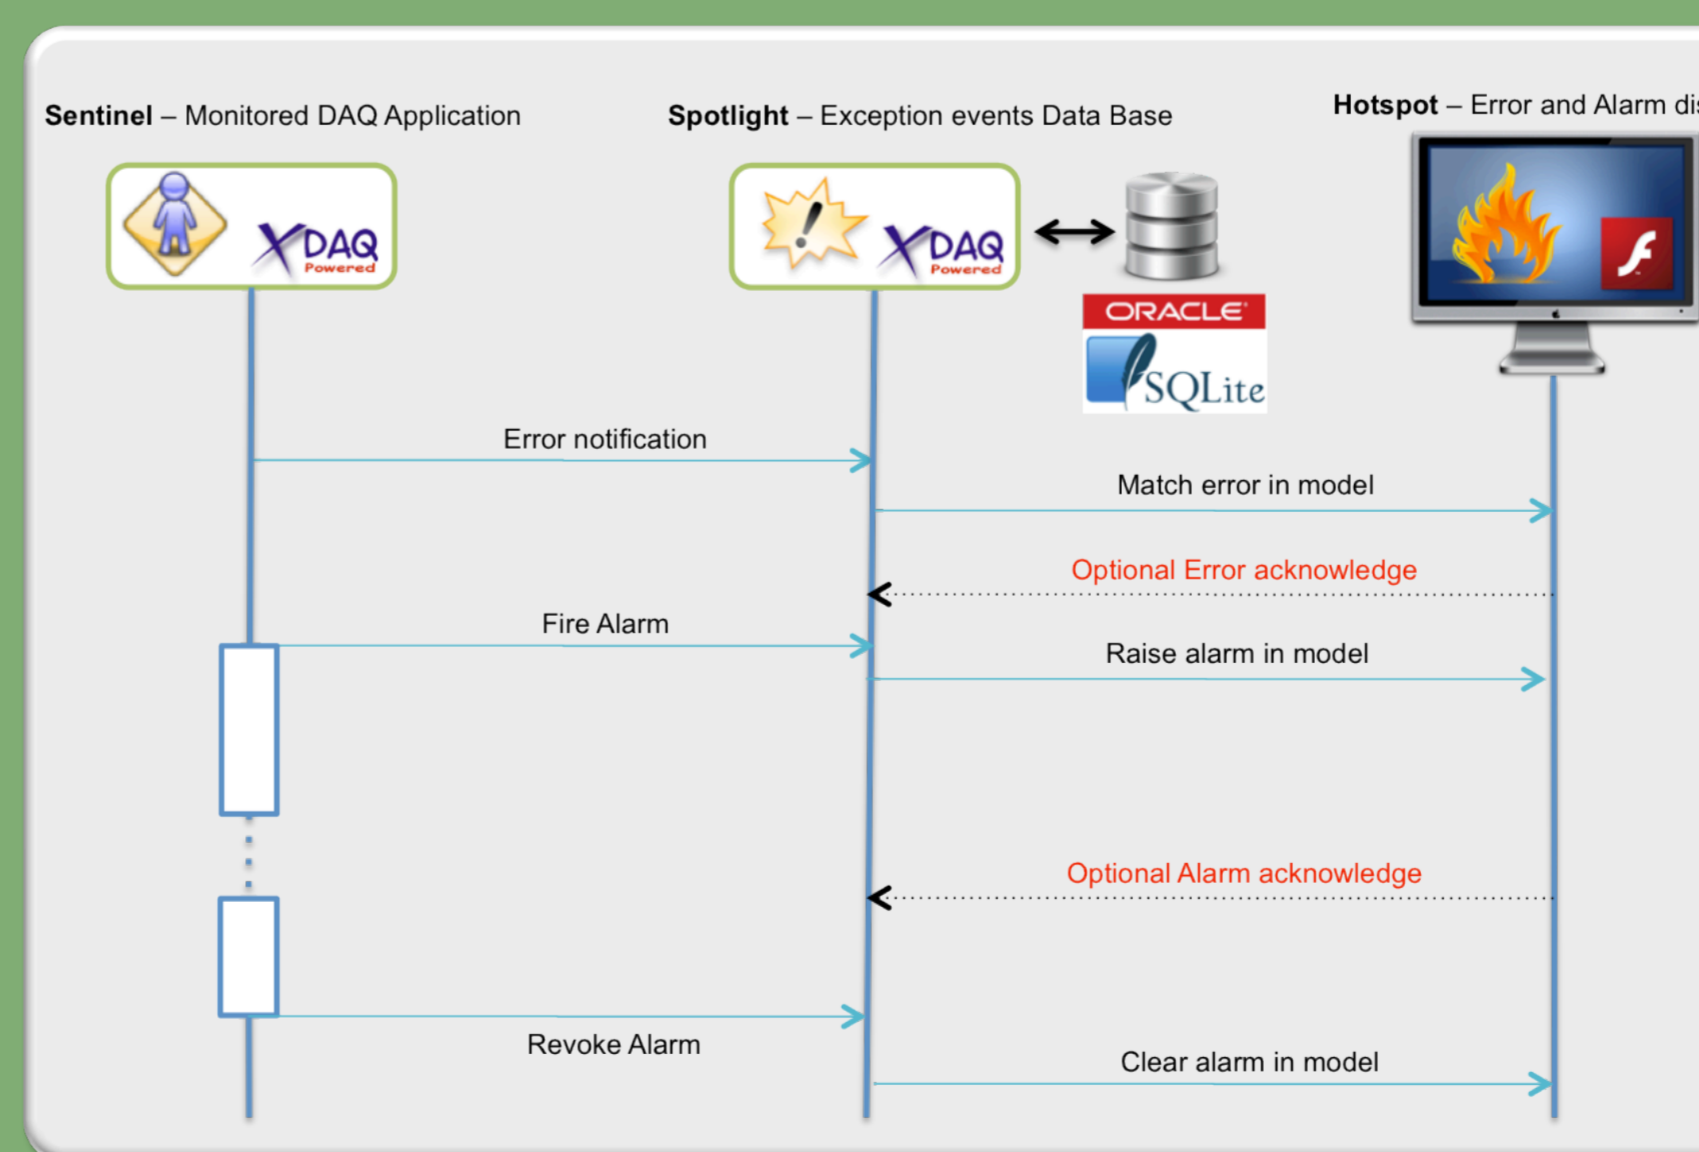 Sentinel – Monitored DAQ Application
Spotlight – Exception events Data Base
Hotspot – Error and Alarm
XDAQ
Powered
XDAQ
Powered
ORACLE
SQLite
Error notification
Match error in model
Optional Error acknowledge
Fire Alarm
Raise alarm in model
Optional Alarm acknowledge
Revoke Alarm
Clear alarm in model